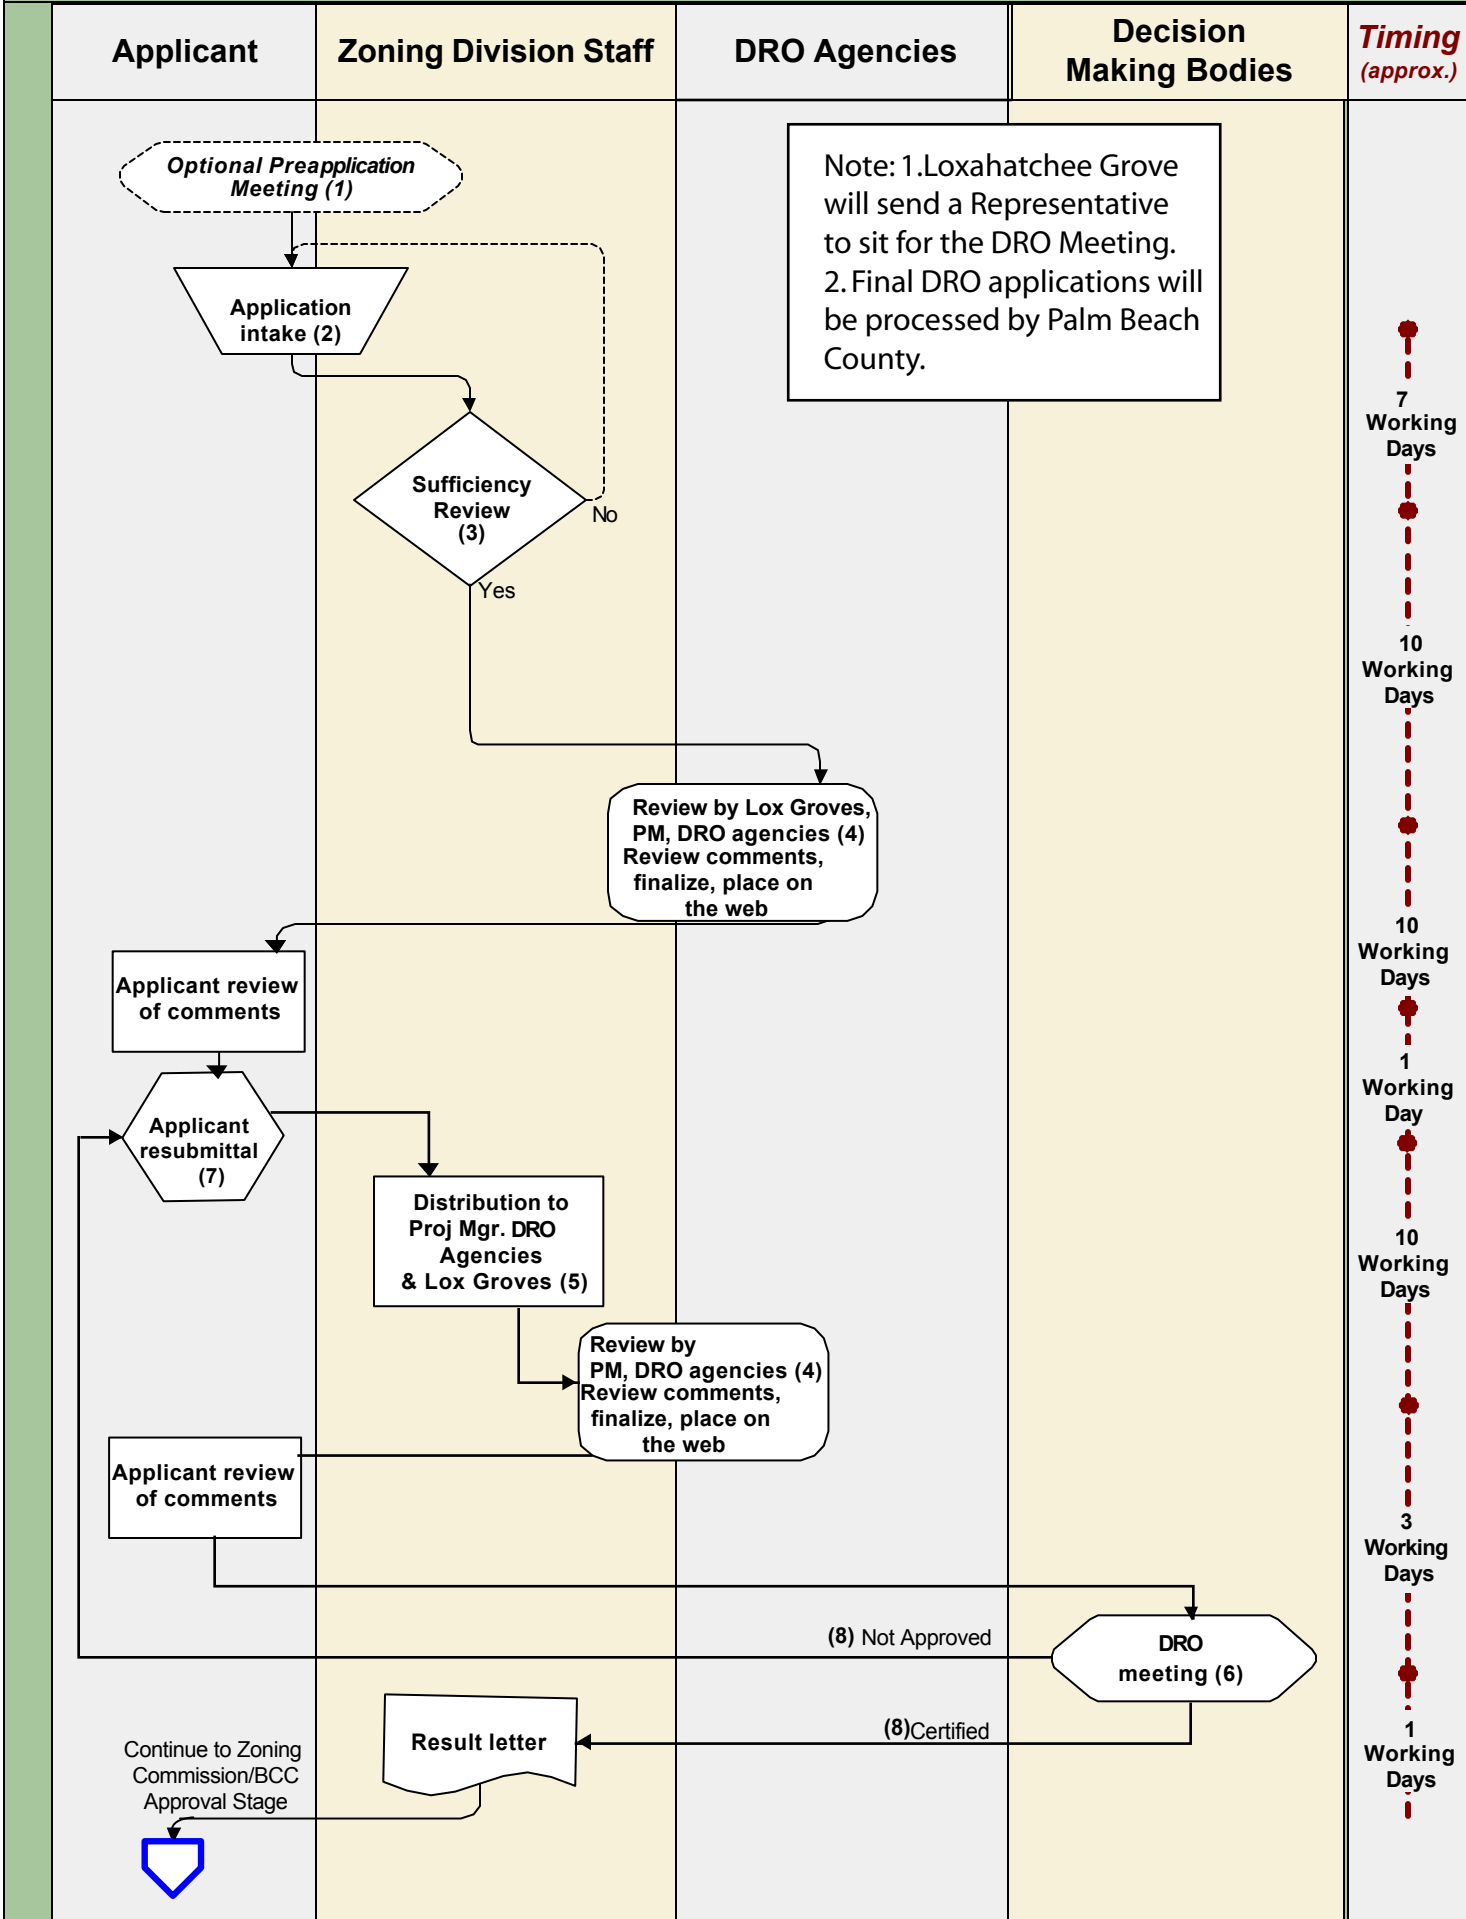 Applicant
Zoning Division Staff
DRO Agencies
Decision
Making Bodies
Timing
(approx.)
Optional Preapplication
Meeting (1)
Note: 1.Loxahatchee Grove
will send a Representative
to sit for the DRO Meeting.
2. Final DRO applications will
be processed by Palm Beach
County.
Application
intake (2)
7
Working
Days
Sufficiency
Review
(3)
No
Yes
10
Working
Days
Review by Lox Groves,
PM, DRO agencies (4)
Review comments,
finalize, place on
the web
10
Working
Days
Applicant review
of comments
1
Working
Day
Applicant
resubmittal
(7)
Distribution to
Proj Mgr. DRO
Agencies
& Lox Groves (5)
10
Working
Days
Review by
PM, DRO agencies (4)
Review comments,
finalize, place on
the web
Applicant review
of comments
3
Working
Days
(8) Not Approved
DRO
meeting (6)
(8)Certified
Result letter
1
Working
Days
Continue to Zoning
Commission/BCC
Approval Stage